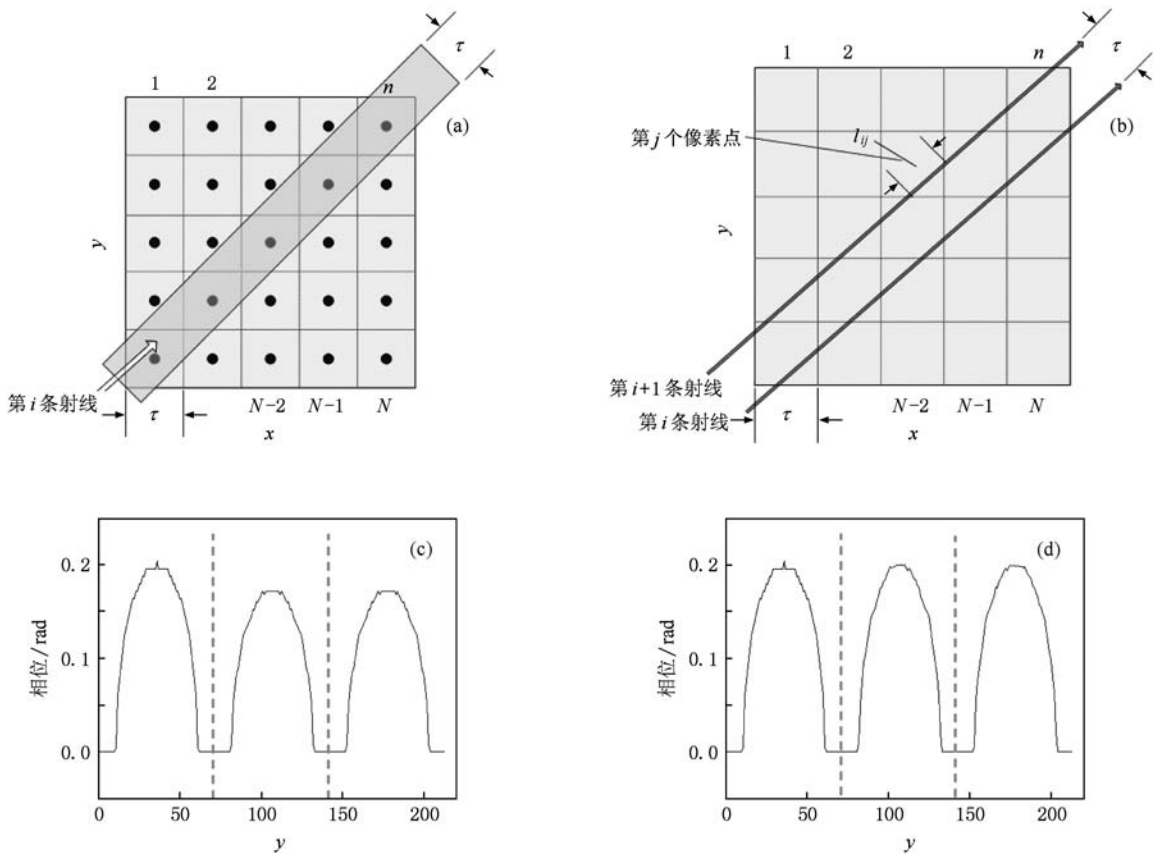 τ
1 2 n
(a)
y
第i条射线
τ
N-2 N-1 N
x
τ
1 2 n
(b)
第j个像素点
l_ij
y
第i+1条射线
第i条射线
τ
N-2 N-1 N
x
(c)
0.2
0.1
0.0
相位/rad
0 50 100 150 200
y
(d)
0.2
0.1
0.0
相位/rad
0 50 100 150 200
y